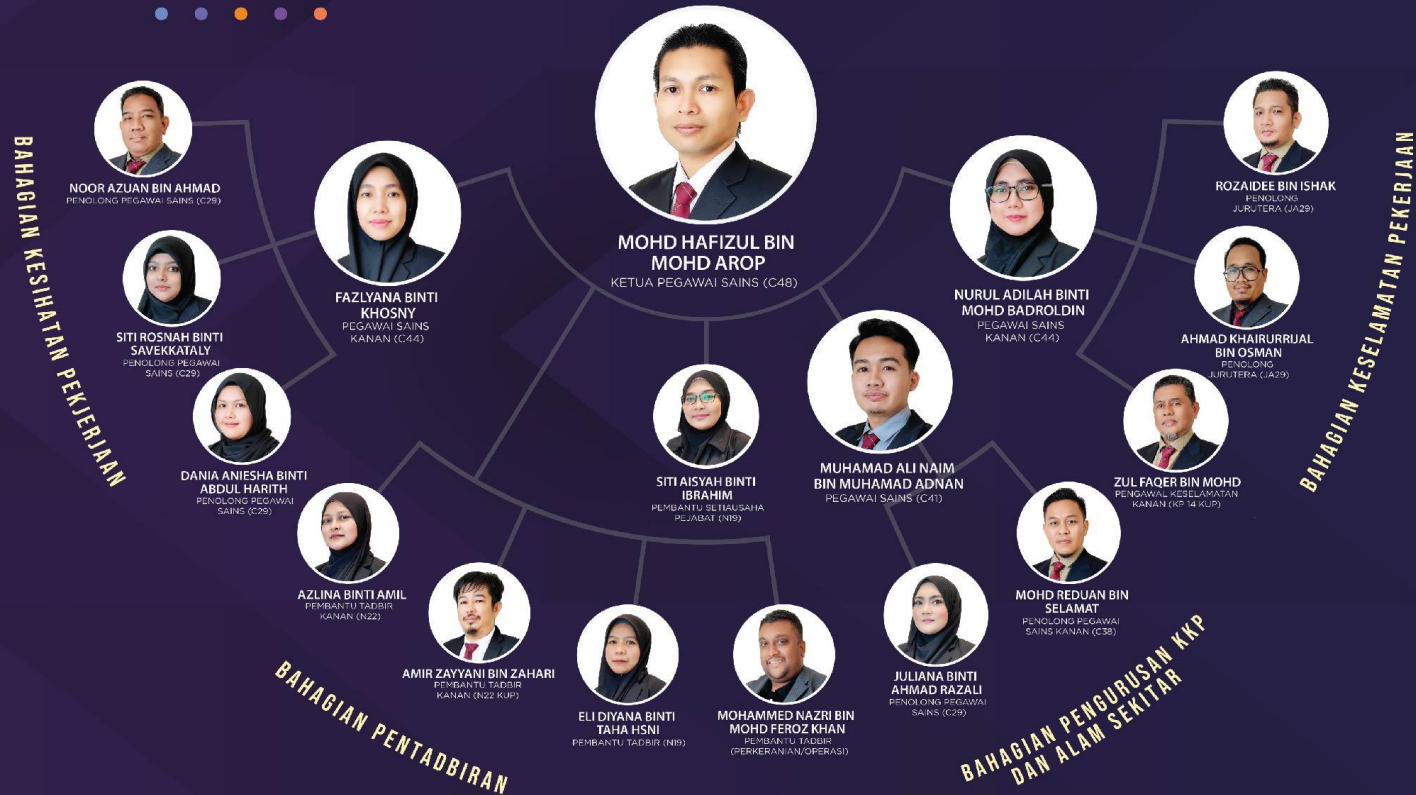 MOHD HAFIZUL BIN
MOHD AROP
KETUA PEGAWAI SAINS (C48)
BAHAGIAN KESIHATAN PEKJERJAAN
NOOR AZUAN BIN AHMAD
PENOLONG PEGAWAI SAINS (C29)
FAZLYANA BINTI
KHOSNY
PEGAWAI SAINS
KANAN (C44)
SITI ROSNAH BINTI
SAVEKKATALY
PENOLONG PEGAWAI
SAINS (C29)
DANIA ANIESHA BINTI
ABDUL HARITH
PENOLONG PEGAWAI
SAINS (C29)
NURUL ADILAH BINTI
MOHD BADROLDIN
PEGAWAI SAINS
KANAN (C44)
ROZAIDEE BIN ISHAK
PENOLONG
JURUTERA (JA29)
AHMAD KHAIRURRIJAL
BIN OSMAN
PENOLONG
JURUTERA (JA29)
ZUL FAQER BIN MOHD
PENGAWAL KESELAMATAN
KANAN (KP 14 KUP)
BAHAGIAN KESELAMATAN PEKERJAAN
SITI AISYAH BINTI
IBRAHIM
PEMBANTU SETIAUSAHA
PEJABAT (N19)
MUHAMAD ALI NAIM
BIN MUHAMAD ADNAN
PEGAWAI SAINS (C41)
MOHD REDUAN BIN
SELAMAT
PENOLONG PEGAWAI
SAINS KANAN (C38)
JULIANA BINTI
AHMAD RAZALI
PENOLONG PEGAWAI
SAINS (C29)
BAHAGIAN PENGURUSAN KKP
DAN ALAM SEKITAR
AZLINA BINTI AMIL
PEMBANTU TADBIR
KANAN (N22)
AMIR ZAYYANI BIN ZAHARI
PEMBANTU TADBIR
KANAN (N22 KUP)
ELI DIYANA BINTI
TAHA HSNI
PEMBANTU TADBIR (N19)
MOHAMMED NAZRI BIN
MOHD FEROZ KHAN
PEMBANTU TADBIR
(PERKERANIAN/OPERASI)
BAHAGIAN PENTADBIRAN